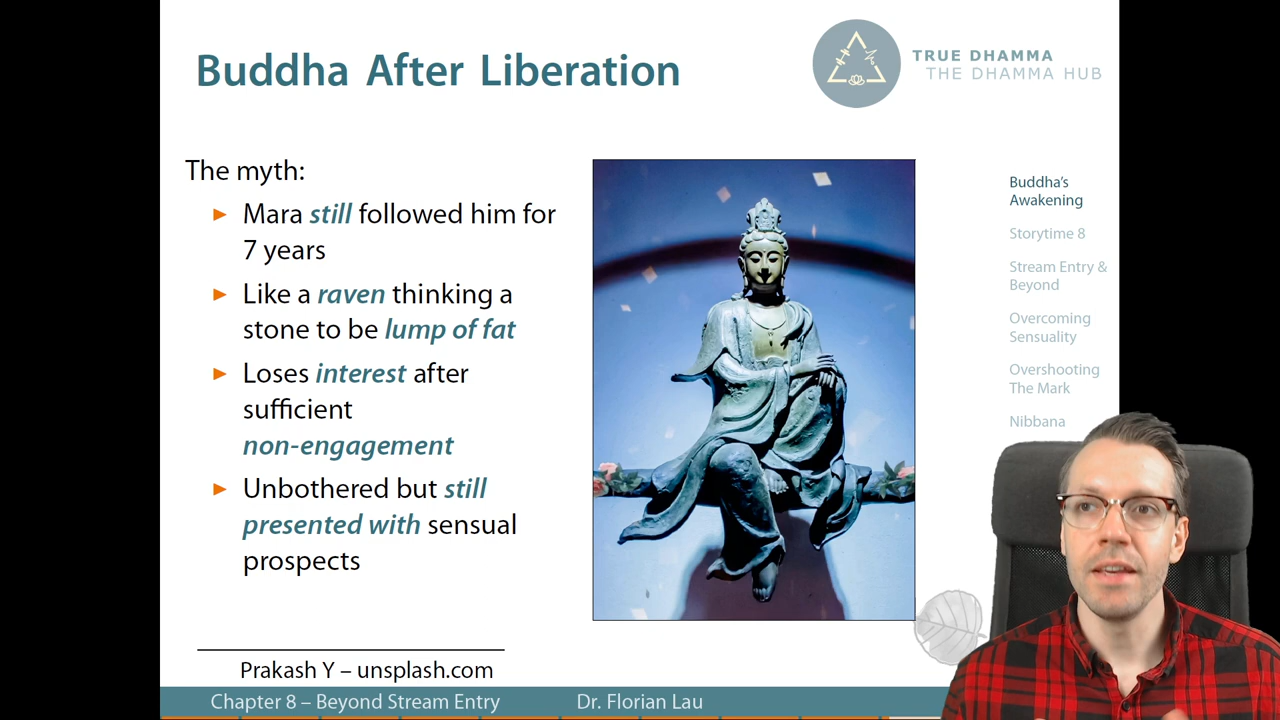 Buddha After Liberation
TRUE DHAMMA
THE DHAMMA HUB
The myth:
Mara still followed him for
7 years
Like a raven thinking a
stone to be lump of fat
Loses interest after
sufficient
non-engagement
Unbothered but still
presented with sensual
prospects
Buddha's
Awakening
Storytime 8
Stream Entry &
Beyond
Overcoming
Sensuality
Overshooting
The Mark
Nibbana
Prakash Y – unsplash.com
Chapter 8 – Beyond Stream Entry
Dr. Florian Lau